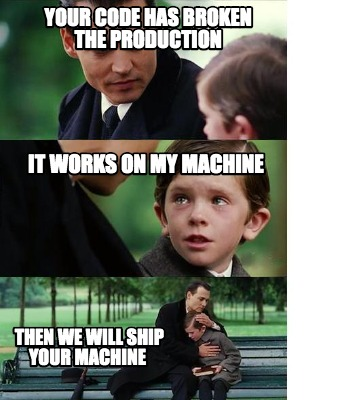 YOUR CODE HAS BROKEN
THE PRODUCTION
IT WORKS ON MY MACHINE
THEN WE WILL SHIP
YOUR MACHINE